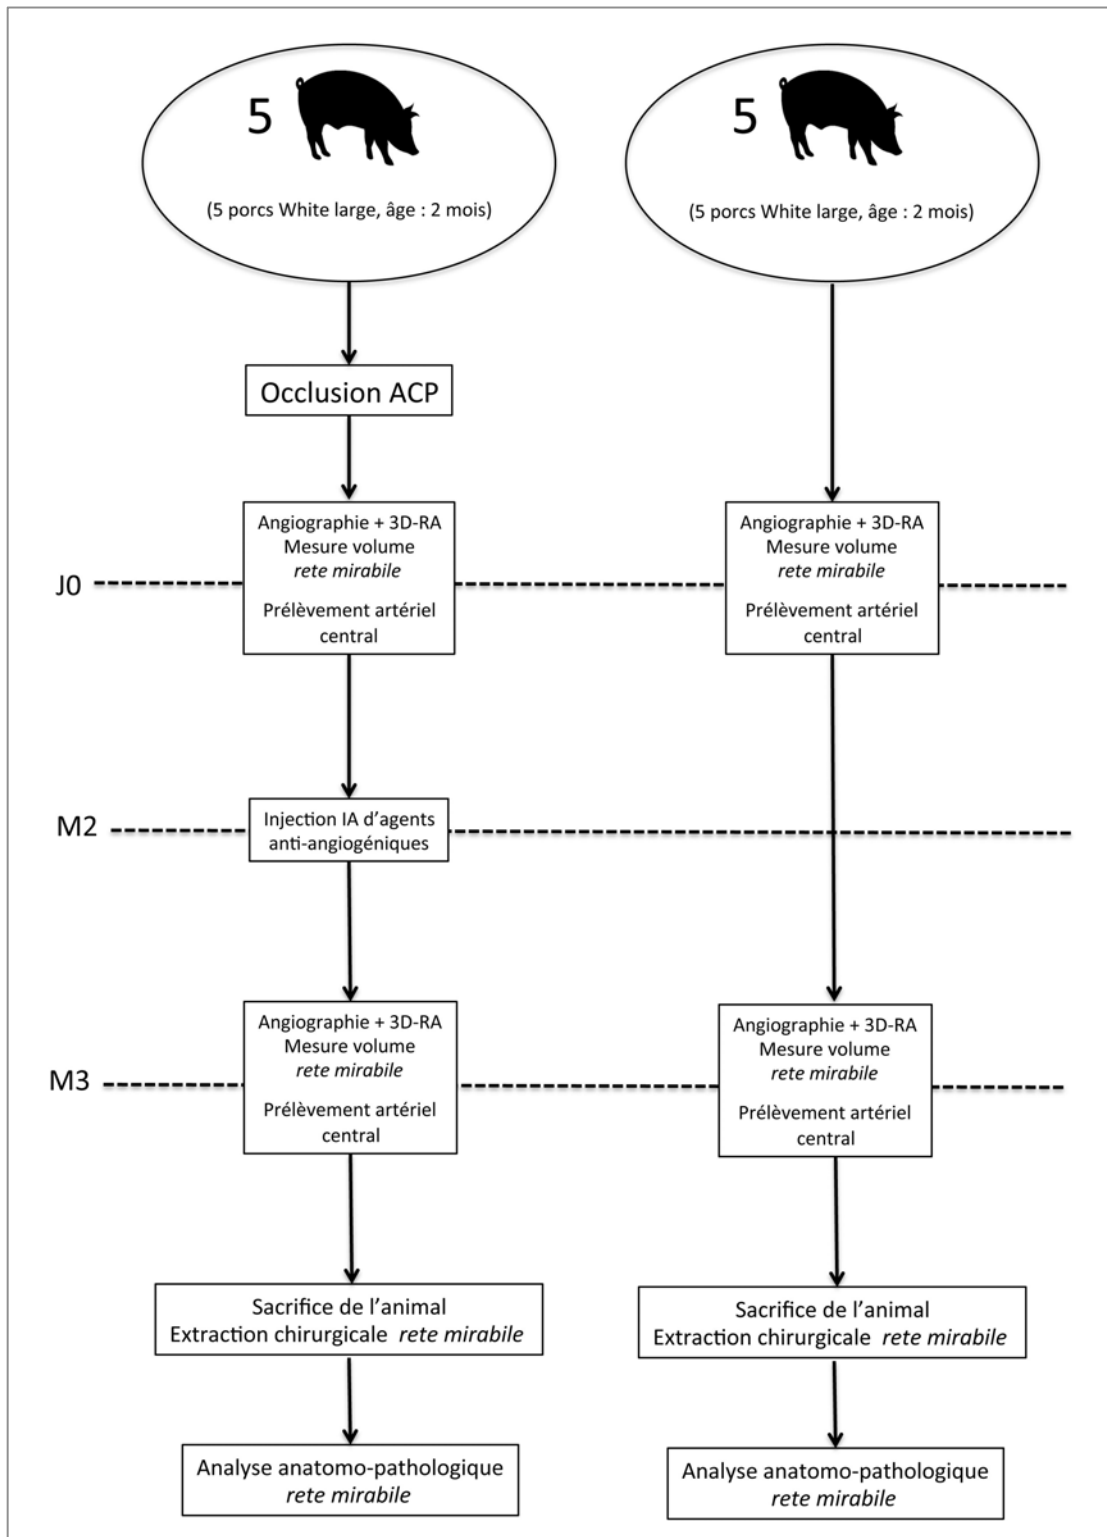 5
(5 porcs White large, âge : 2 mois)
5
(5 porcs White large, âge : 2 mois)
Occlusion ACP
J0
Angiographie + 3D-RA
Mesure volume
rete mirabile
Prélèvement artériel
central
Angiographie + 3D-RA
Mesure volume
rete mirabile
Prélèvement artériel
central
M2
Injection IA d'agents
anti-angiogéniques
M3
Angiographie + 3D-RA
Mesure volume
rete mirabile
Prélèvement artériel
central
Angiographie + 3D-RA
Mesure volume
rete mirabile
Prélèvement artériel
central
Sacrifice de l'animal
Extraction chirurgicale rete mirabile
Sacrifice de l'animal
Extraction chirurgicale rete mirabile
Analyse anatomo-pathologique
rete mirabile
Analyse anatomo-pathologique
rete mirabile